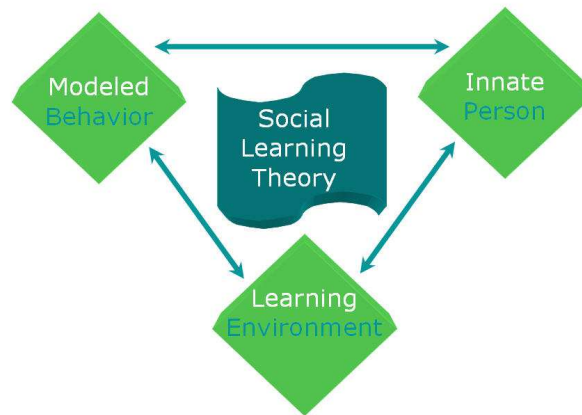 Modeled
Behavior
Innate
Person
Social
Learning
Theory
Learning
Environment